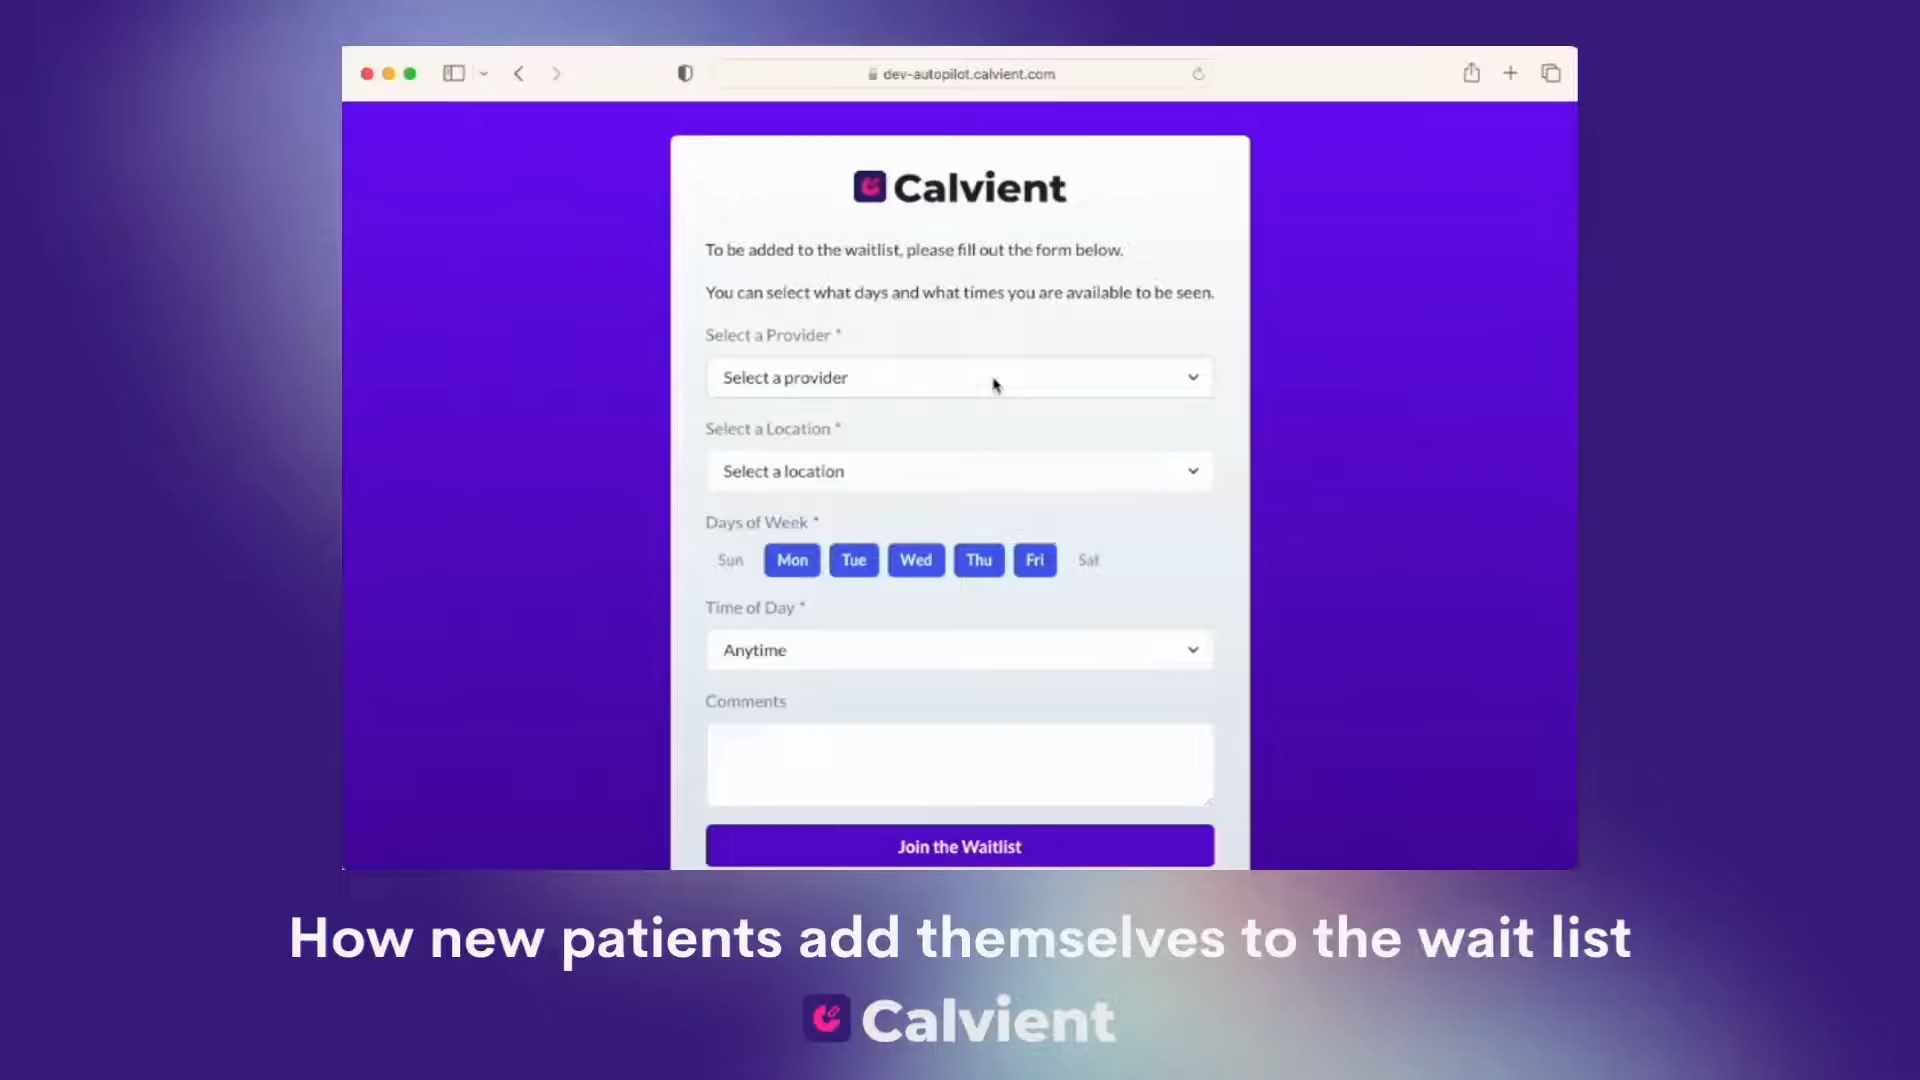 dev-autopilot.calvient.com
Calvient
To be added to the waitlist, please fill out the form below.
You can select what days and what times you are available to be seen.
Select a Provider *
Select a provider
Select a Location *
Select a location
Days of Week *
Sun Mon Tue Wed Thu Fri Sat
Time of Day *
Anytime
Comments
Join the Waitlist
How new patients add themselves to the wait list
Calvient